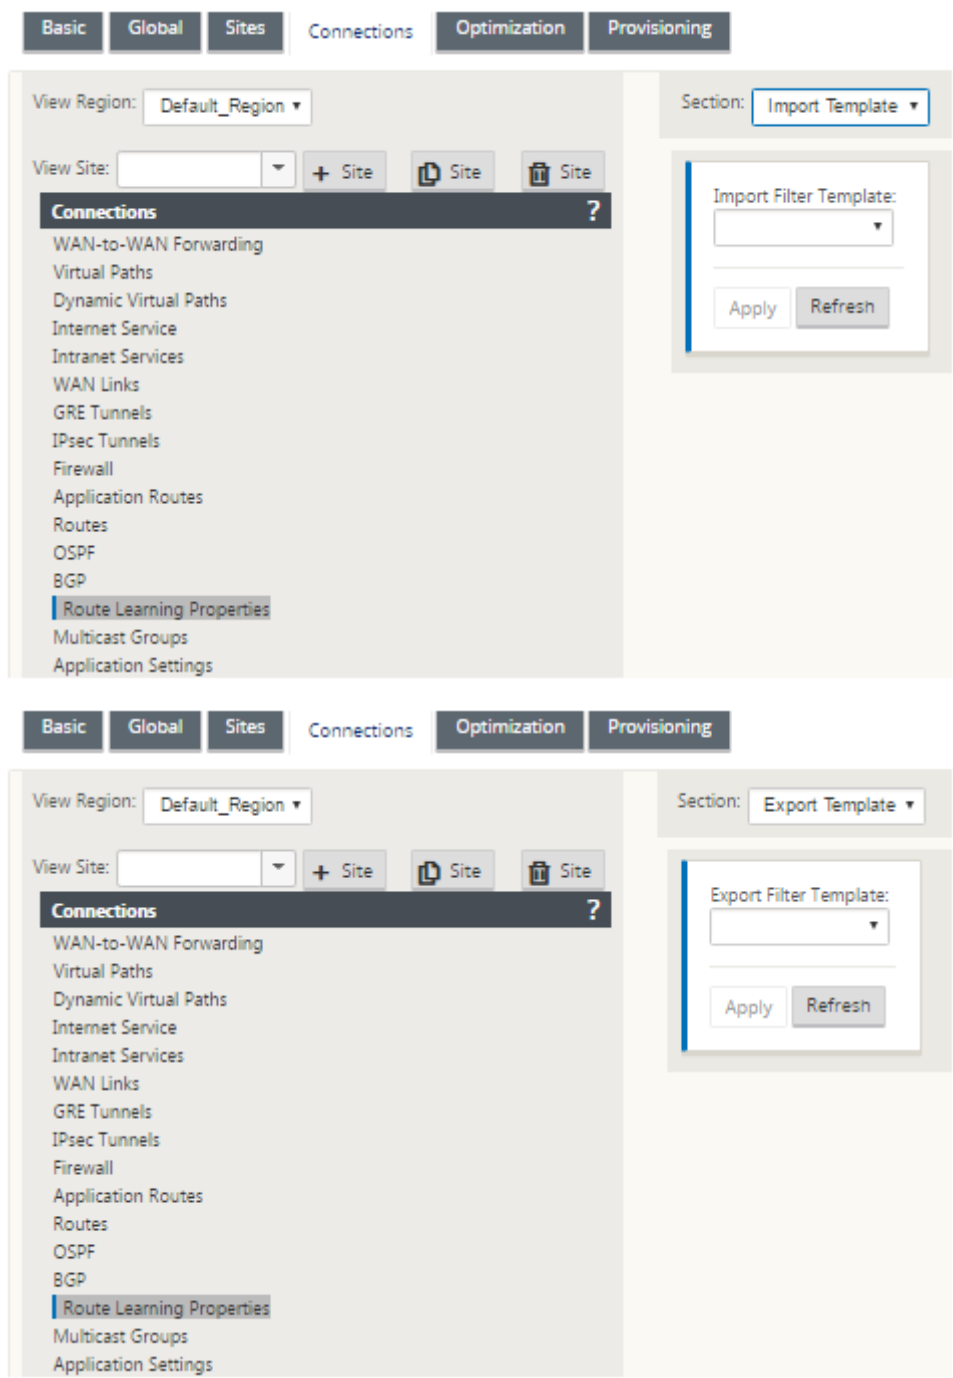 Basic Global Sites Connections Optimization Provisioning
View Region: Default_Region
Section: Import Template
View Site: + Site Site Site
Connections ?
Import Filter Template:
WAN-to-WAN Forwarding
Virtual Paths
Dynamic Virtual Paths
Apply Refresh
Internet Service
Intranet Services
WAN Links
GRE Tunnels
IPsec Tunnels
Firewall
Application Routes
Routes
OSPF
BGP
Route Learning Properties
Multicast Groups
Application Settings
Basic Global Sites Connections Optimization Provisioning
View Region: Default_Region
Section: Export Template
View Site: + Site Site Site
Connections ?
Export Filter Template:
WAN-to-WAN Forwarding
Virtual Paths
Dynamic Virtual Paths
Apply Refresh
Internet Service
Intranet Services
WAN Links
GRE Tunnels
IPsec Tunnels
Firewall
Application Routes
Routes
OSPF
BGP
Route Learning Properties
Multicast Groups
Application Settings